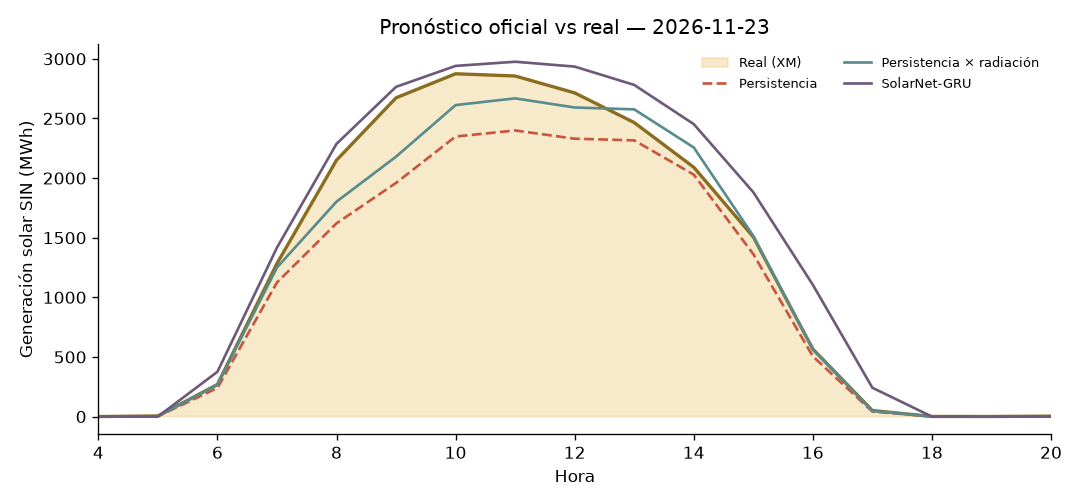 Pronóstico oficial vs real — 2026-11-23
Real (XM)
Persistencia
Persistencia × radiación
SolarNet-GRU
Generación solar SIN (MWh)
3000
2500
2000
1500
1000
500
0
4 6 8 10 12 14 16 18 20
Hora